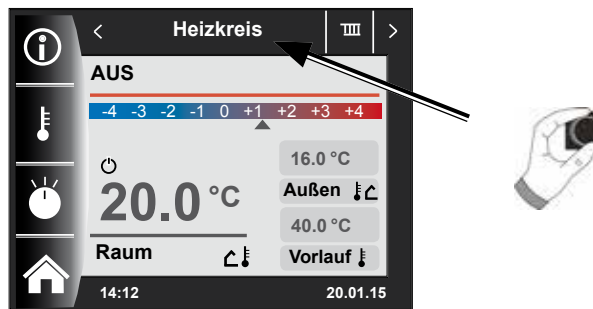 Heizkreis
AUS
-4 -3 -2 -1 0 +1 +2 +3 +4
16.0 °C
Außen
20.0 °C
40.0 °C
Raum
Vorlauf
14:12 20.01.15